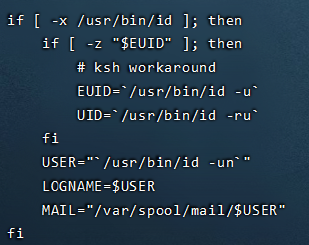 if [ -x /usr/bin/id ]; then
    if [ -z "$EUID" ]; then
        # ksh workaround
        EUID=`/usr/bin/id -u`
        UID=`/usr/bin/id -ru`
    fi
    USER="`/usr/bin/id -un`"
    LOGNAME=$USER
    MAIL="/var/spool/mail/$USER"
fi